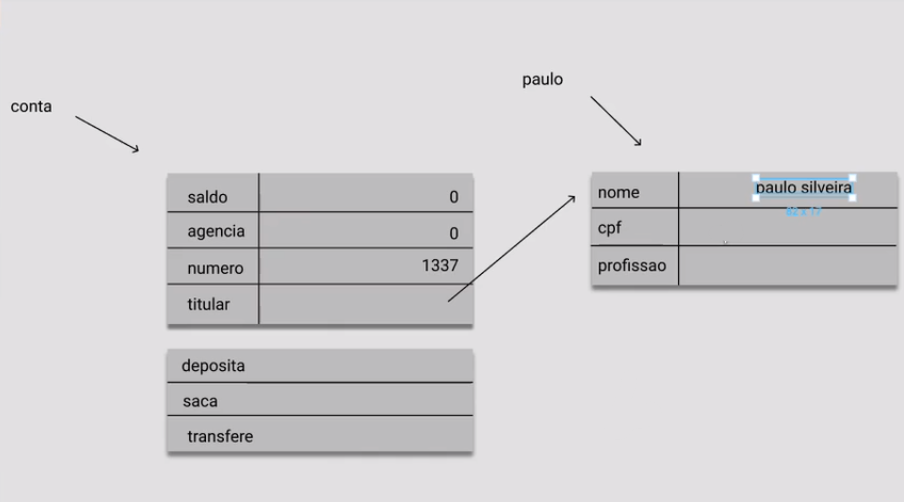 paulo
conta
saldo 0
agencia 0
numero 1337
titular
nome paulo silveira
cpf
profissao
deposita
saca
transfere